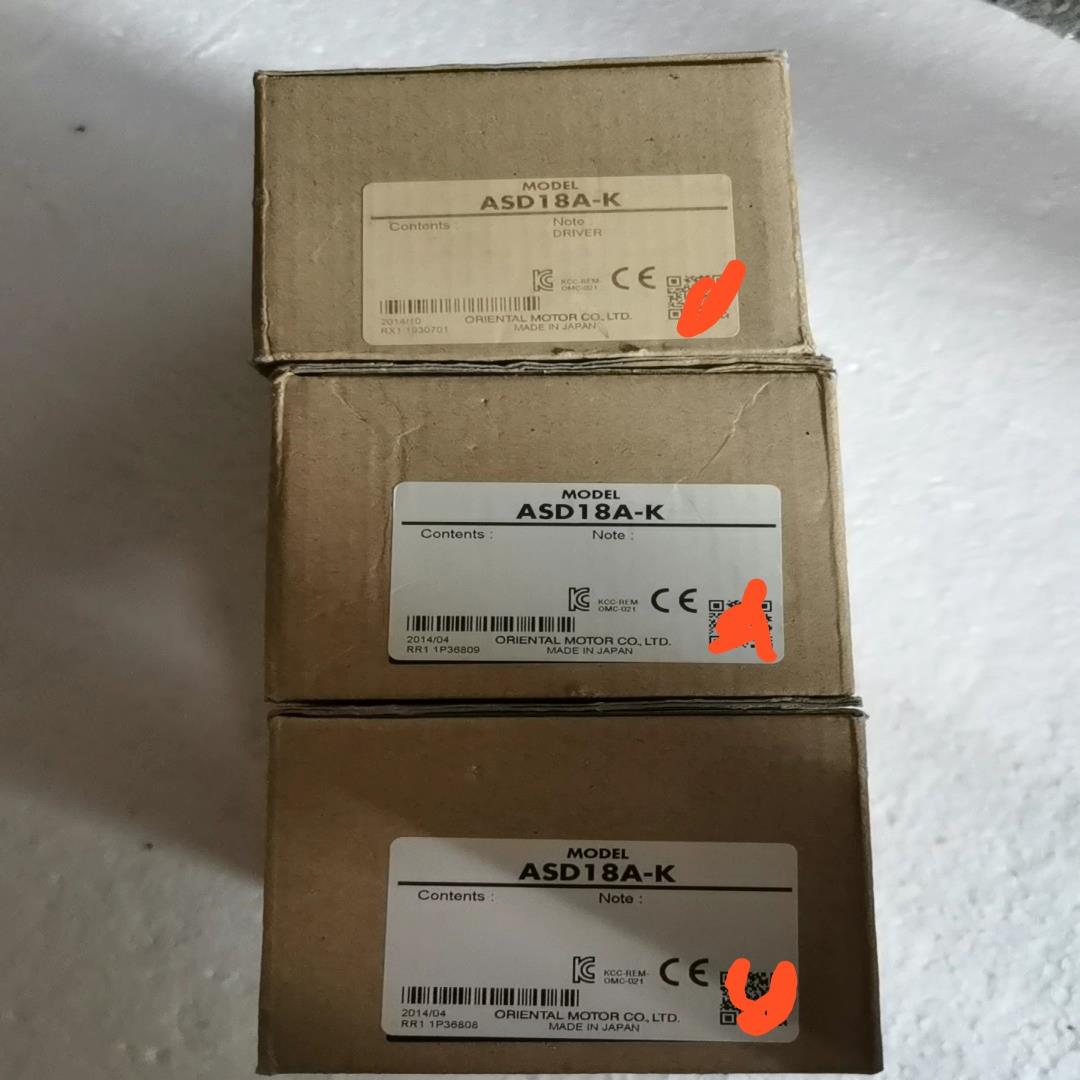 MODEL
ASD18A-K
Contents : Note :
DRIVER
KCC-REM-
OMC-021
CE
2014/10 ORIENTAL MOTOR CO., LTD.
RX1 1930701 MADE IN JAPAN
MODEL
ASD18A-K
Contents : Note :
KCC-REM
OMC-021
CE
2014/04 ORIENTAL MOTOR CO., LTD.
RR1 1P36809 MADE IN JAPAN
MODEL
ASD18A-K
Contents : Note :
KCC-REM-
OMC-021
CE
2014/04 ORIENTAL MOTOR CO., LTD.
RR1 1P36808 MADE IN JAPAN